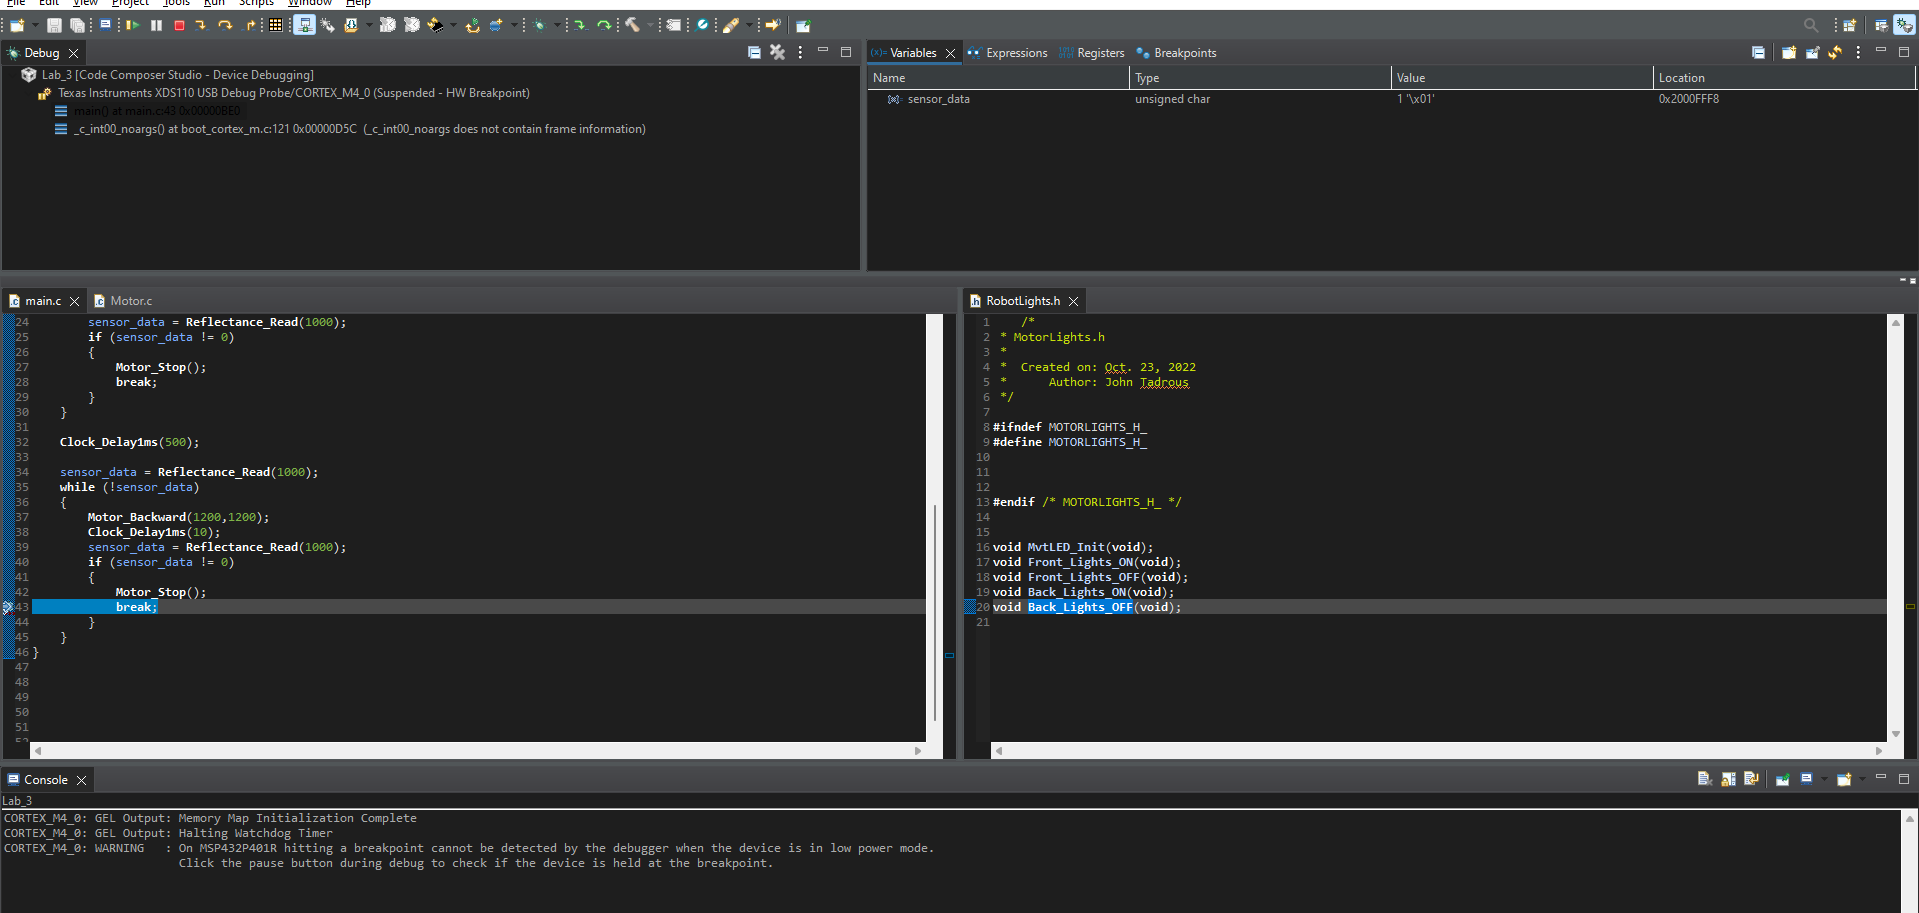 File Edit View Project Tools Run Scripts Window Help
Debug
Lab_3 [Code Composer Studio - Device Debugging]
Texas Instruments XDS110 USB Debug Probe/CORTEX_M4_0 (Suspended - HW Breakpoint)
main() at main.c:43 0x00000BE0
_c_int00_noargs() at boot_cortex_m.c:121 0x00000D5C (_c_int00_noargs does not contain frame information)
(x)= Variables Expressions Registers Breakpoints
Name Type Value Location
sensor_data unsigned char 1 '\x01' 0x2000FFF8
main.c Motor.c
24 sensor_data = Reflectance_Read(1000);
25 if (sensor_data != 0)
26 {
27 Motor_Stop();
28 break;
29 }
30 }
31
32 Clock_Delay1ms(500);
33
34 sensor_data = Reflectance_Read(1000);
35 while (!sensor_data)
36 {
37 Motor_Backward(1200,1200);
38 Clock_Delay1ms(10);
39 sensor_data = Reflectance_Read(1000);
40 if (sensor_data != 0)
41 {
42 Motor_Stop();
43 break;
44 }
45 }
46 }
47
48
49
50
51
52
RobotLights.h
1 /*
2 * MotorLights.h
3 *
4 * Created on: Oct. 23, 2022
5 * Author: John Tadrous
6 */
7
8 #ifndef MOTORLIGHTS_H_
9 #define MOTORLIGHTS_H_
10
11
12
13 #endif /* MOTORLIGHTS_H_ */
14
15
16 void MvtLED_Init(void);
17 void Front_Lights_ON(void);
18 void Front_Lights_OFF(void);
19 void Back_Lights_ON(void);
20 void Back_Lights_OFF(void);
21
Console
Lab_3
CORTEX_M4_0: GEL Output: Memory Map Initialization Complete
CORTEX_M4_0: GEL Output: Halting Watchdog Timer
CORTEX_M4_0: WARNING : On MSP432P401R hitting a breakpoint cannot be detected by the debugger when the device is in low power mode.
Click the pause button during debug to check if the device is held at the breakpoint.